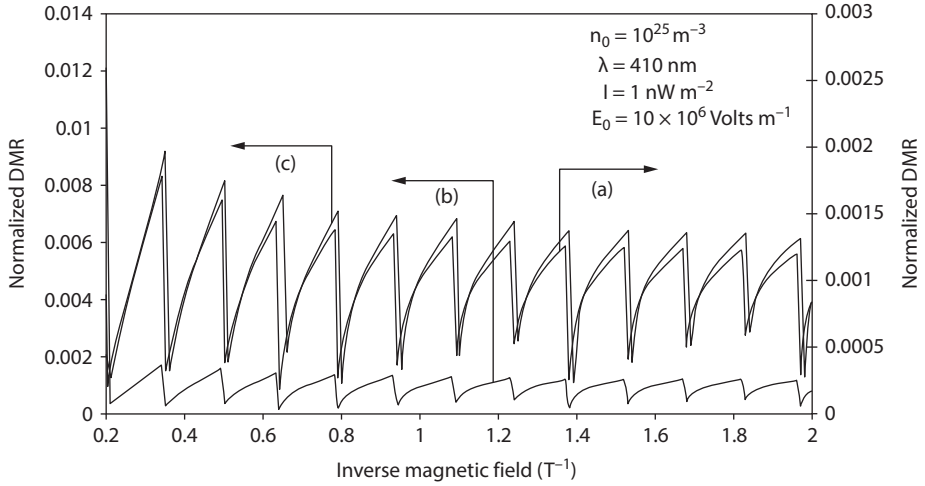 0.014
0.012
0.01
0.008
0.006
0.004
0.002
0
Normalized DMR
0.003
0.0025
0.002
0.0015
0.001
0.0005
0
Normalized DMR
n₀ = 10²⁵ m⁻³
λ = 410 nm
I = 1 nW m⁻²
E₀ = 10 × 10⁶ Volts m⁻¹
(c)
(b)
(a)
0.2 0.4 0.6 0.8 1 1.2 1.4 1.6 1.8 2
Inverse magnetic field (T⁻¹)